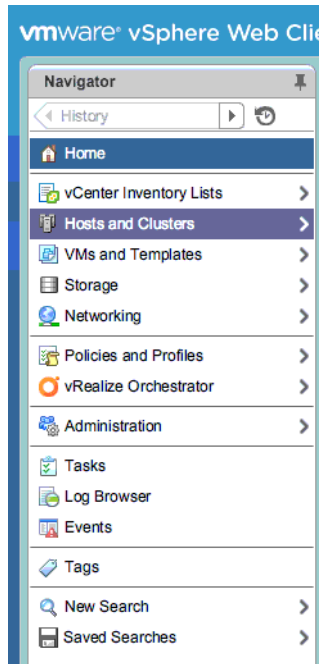 vmware® vSphere Web Clie
Navigator
History
Home
vCenter Inventory Lists
Hosts and Clusters
VMs and Templates
Storage
Networking
Policies and Profiles
vRealize Orchestrator
Administration
Tasks
Log Browser
Events
Tags
New Search
Saved Searches